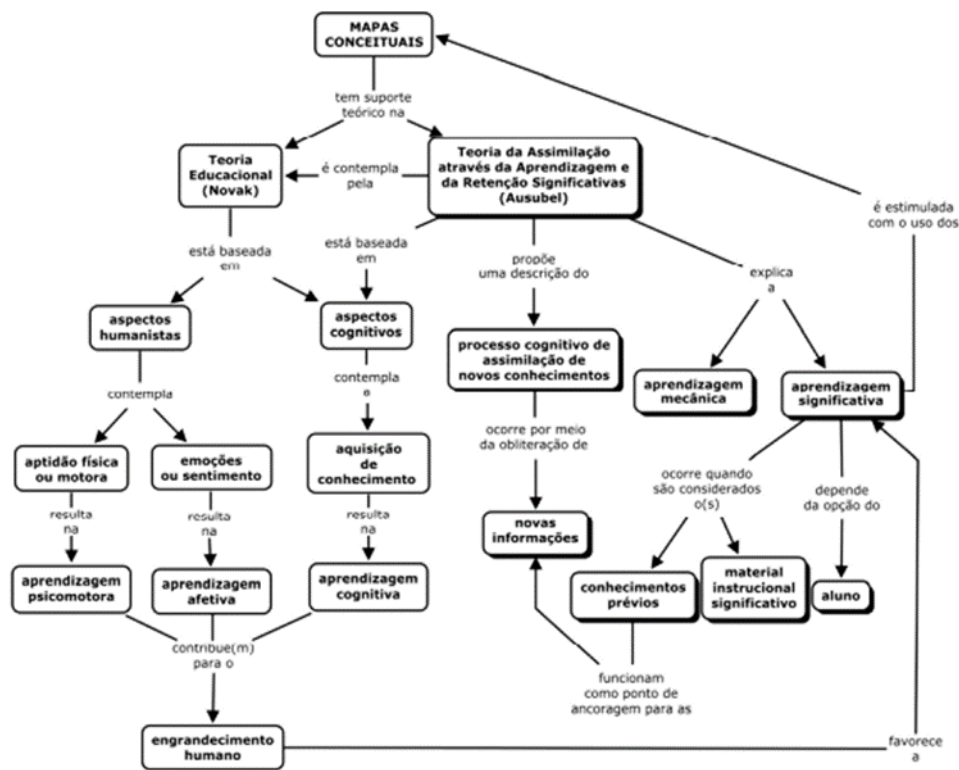 MAPAS
CONCEITUAIS
tem suporte
teórico na
Teoria
Educacional
(Novak)
é contempla
pela
Teoria da Assimilação
através da Aprendizagem e
da Retenção Significativas
(Ausubel)
é estimulada
com o uso dos
está baseada
em
está baseada
em
propõe
uma descrição do
explica
a
aspectos
humanistas
aspectos
cognitivos
processo cognitivo de
assimilação de
novos conhecimentos
aprendizagem
mecânica
aprendizagem
significativa
contempla
contempla
ocorre por meio
da obliteração de
aptidão física
ou motora
emoções
ou sentimento
aquisição
de
conhecimento
ocorre quando
são considerados
o(s)
depende
da opção do
resulta
na
resulta
na
resulta
na
novas
informações
aprendizagem
psicomotora
aprendizagem
afetiva
aprendizagem
cognitiva
conhecimentos
prévios
material
instrucional
significativo
aluno
contribue(m)
para o
funcionam
como ponto de
ancoragem para as
engrandecimento
humano
favorece
a